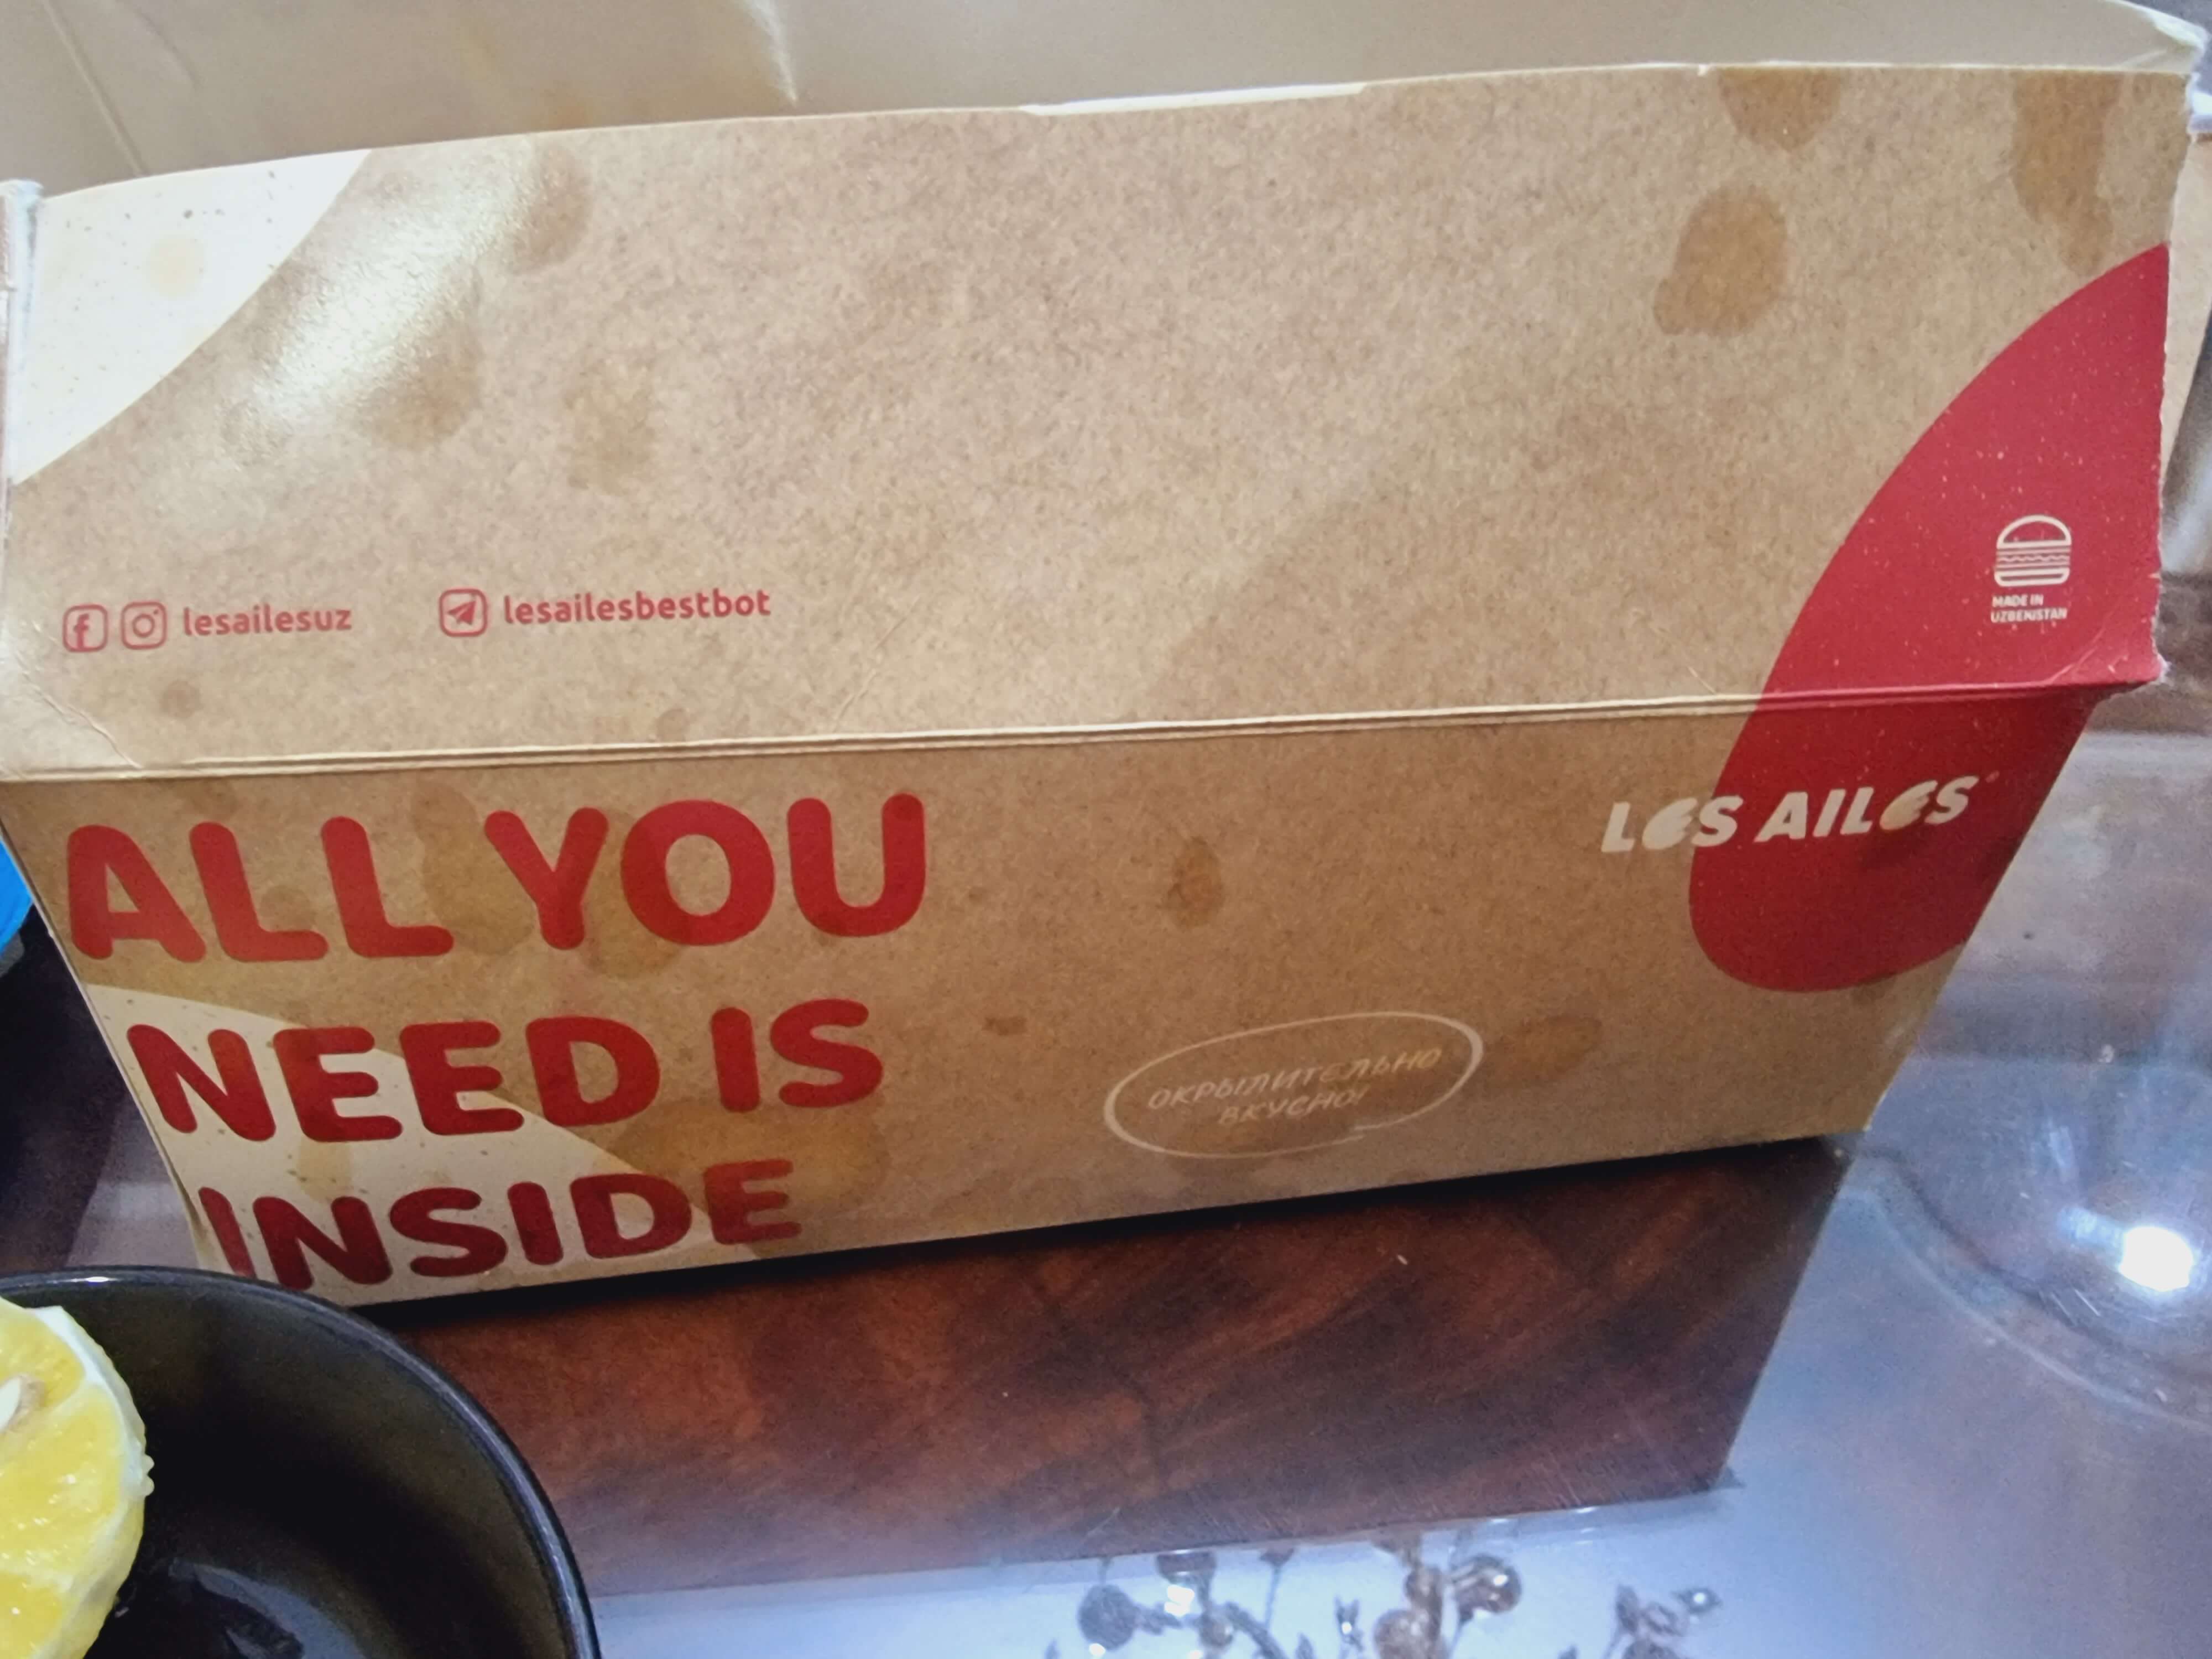 lesailesuz lesailesbestbot
MADE IN
UZBEKISTAN
LES AILES
ALL YOU
NEED IS
INSIDE
ОКРЫЛИТЕЛЬНО
ВКУСНО!